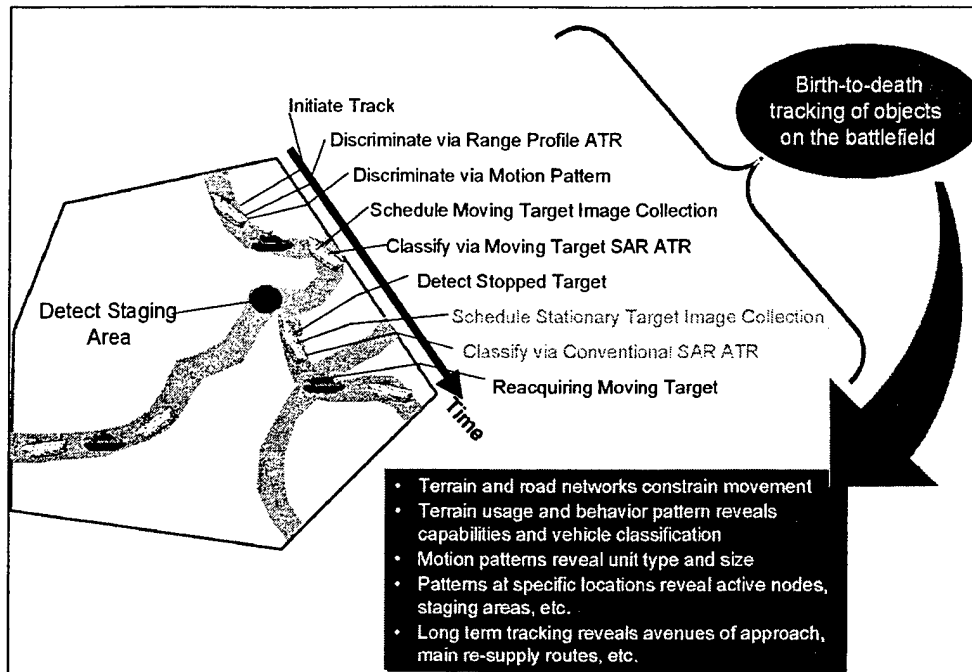 Birth-to-death
tracking of objects
on the battlefield
Initiate Track
Discriminate via Range Profile ATR
Discriminate via Motion Pattern
Schedule Moving Target Image Collection
Classify via Moving Target SAR ATR
Detect Stopped Target
Schedule Stationary Target Image Collection
Classify via Conventional SAR ATR
Reacquiring Moving Target
Time
Detect Staging
Area
• Terrain and road networks constrain movement
• Terrain usage and behavior pattern reveals
capabilities and vehicle classification
• Motion patterns reveal unit type and size
• Patterns at specific locations reveal active nodes,
staging areas, etc.
• Long term tracking reveals avenues of approach,
main re-supply routes, etc.